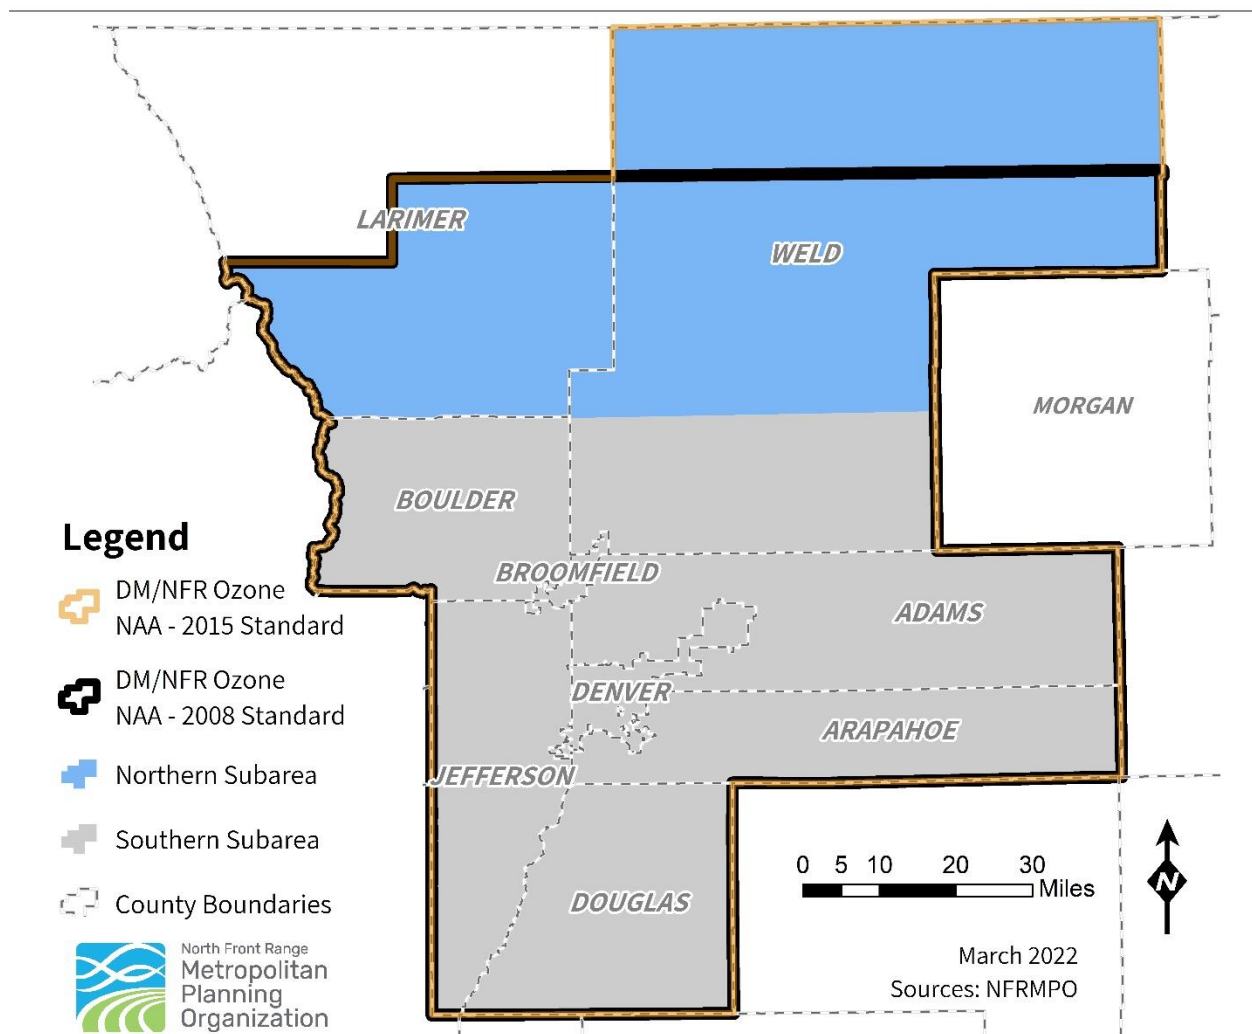 LARIMER
WELD
MORGAN
BOULDER
BROOMFIELD
ADAMS
DENVER
ARAPAHOE
JEFFERSON
DOUGLAS
Legend
DM/NFR Ozone
NAA - 2015 Standard
DM/NFR Ozone
NAA - 2008 Standard
Northern Subarea
Southern Subarea
County Boundaries
North Front Range
Metropolitan
Planning
Organization
0 5 10 20 30
Miles
N
March 2022
Sources: NFRMPO